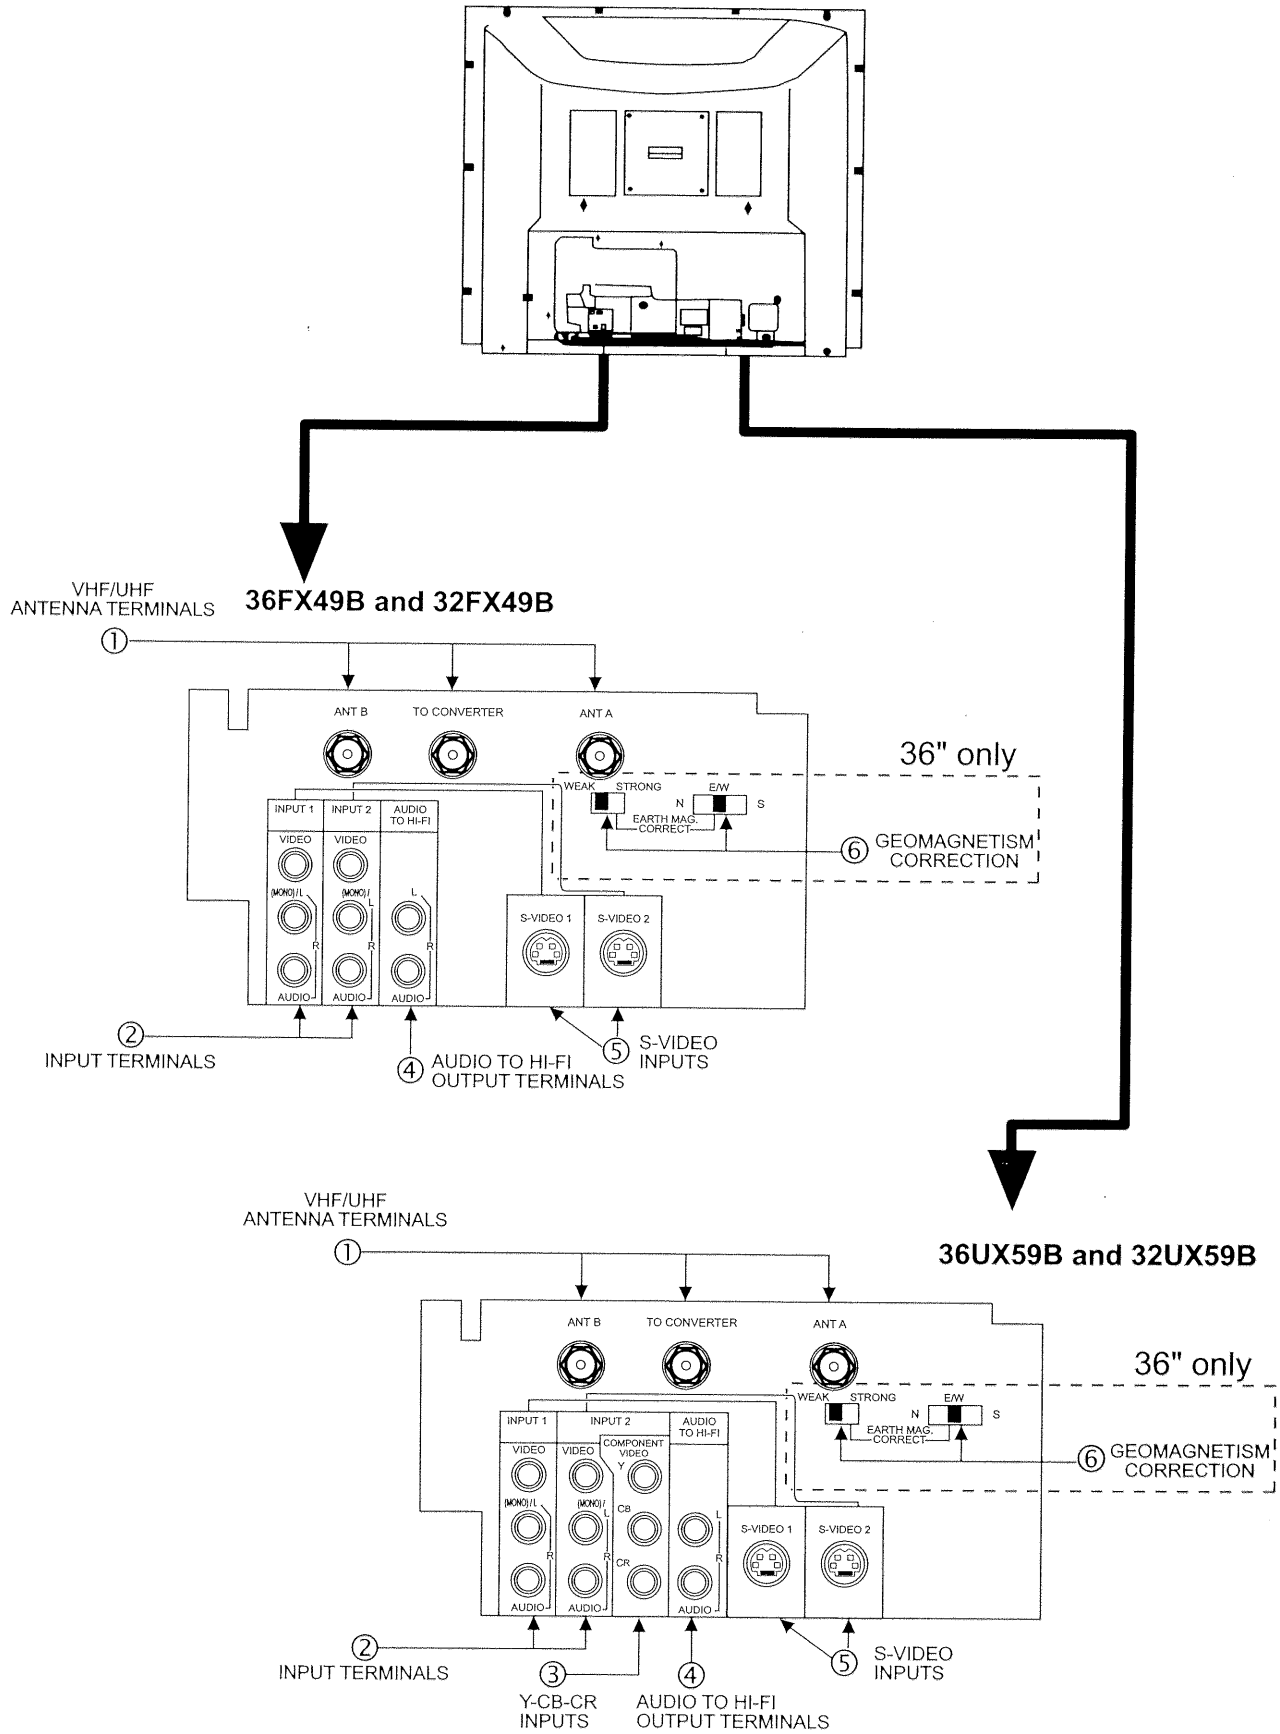 VHF/UHF
ANTENNA TERMINALS
36FX49B and 32FX49B
1
ANT B
TO CONVERTER
ANT A
36" only
WEAK
STRONG
E/W
N
S
EARTH MAG.
CORRECT
6
GEOMAGNETISM
CORRECTION
INPUT 1
INPUT 2
AUDIO
TO HI-FI
VIDEO
VIDEO
(MONO) / L
(MONO) /
L
L
R
R
R
AUDIO
AUDIO
AUDIO
S-VIDEO 1
S-VIDEO 2
2
INPUT TERMINALS
4
AUDIO TO HI-FI
OUTPUT TERMINALS
5
S-VIDEO
INPUTS
VHF/UHF
ANTENNA TERMINALS
1
36UX59B and 32UX59B
ANT B
TO CONVERTER
ANT A
36" only
WEAK
STRONG
E/W
N
S
EARTH MAG.
CORRECT
6
GEOMAGNETISM
CORRECTION
INPUT 1
INPUT 2
AUDIO
TO HI-FI
VIDEO
VIDEO
COMPONENT
VIDEO
Y
(MONO) / L
(MONO) /
L
CB
L
R
R
CR
R
AUDIO
AUDIO
AUDIO
S-VIDEO 1
S-VIDEO 2
2
INPUT TERMINALS
3
Y-CB-CR
INPUTS
4
AUDIO TO HI-FI
OUTPUT TERMINALS
5
S-VIDEO
INPUTS